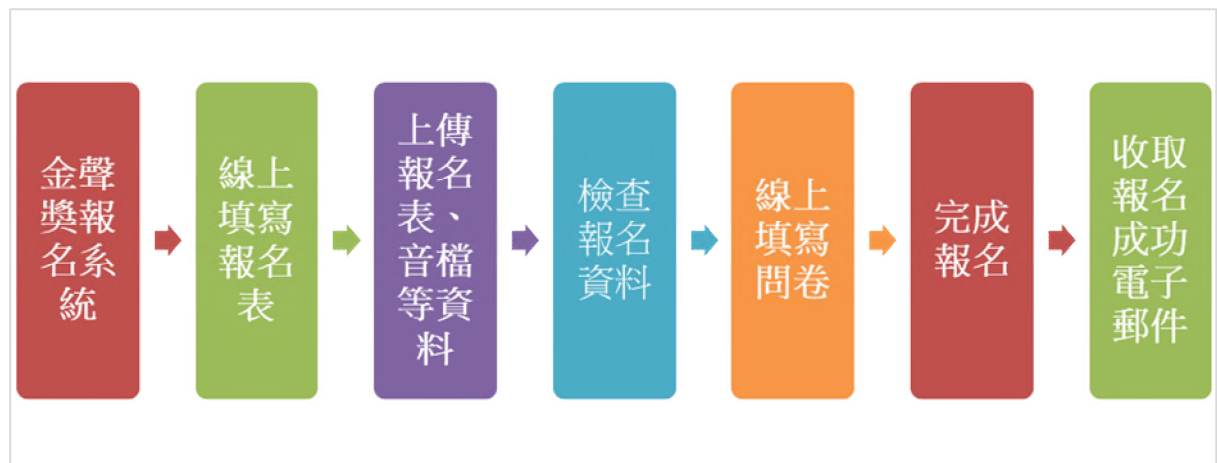 金聲
獎報
名系
統
線上
填寫
報名
表
上傳
報名
表、
音檔
等資
料
檢查
報名
資料
線上
填寫
問卷
完成
報名
收取
報名
成功
電子
郵件